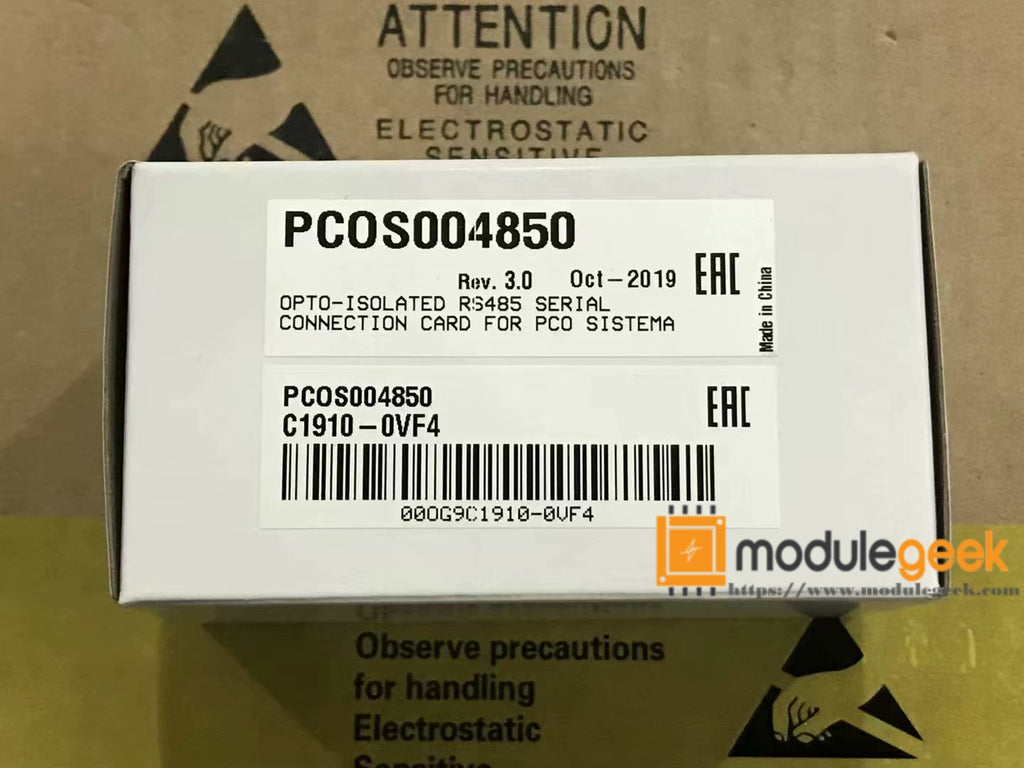 ATTENTION
OBSERVE PRECAUTIONS
FOR HANDLING
ELECTROSTATIC
SENSITIVE
PCOS004850
Rev. 3.0 Oct-2019
EAC
Made in China
OPTO-ISOLATED RS485 SERIAL
CONNECTION CARD FOR PCO SISTEMA
PCOS004850
EAC
C1910-0VF4
000G9C1910-0VF4
modulegeek
https://www.modulegeek.com
Observe precautions
for handling
Electrostatic
Sensitive